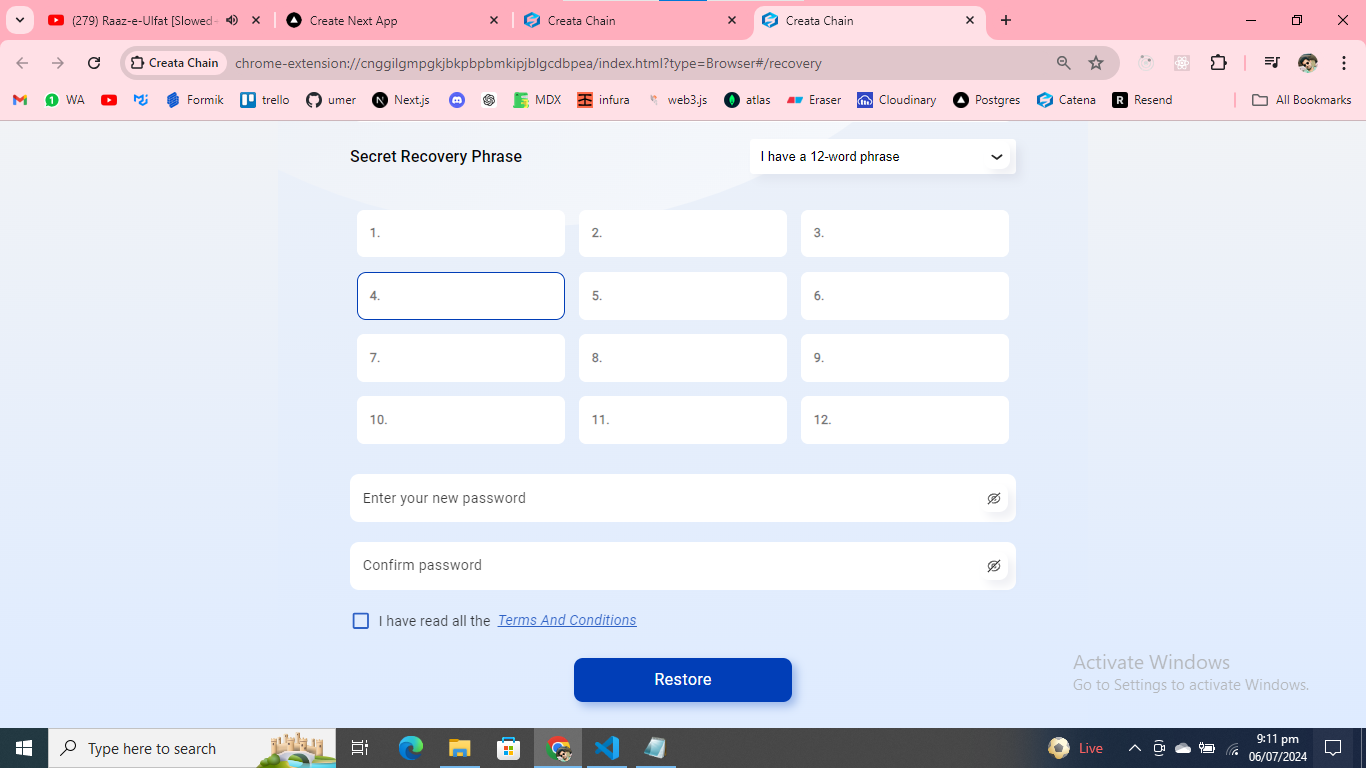 (279) Raaz-e-Ulfat [Slowed
Create Next App
Creata Chain
Creata Chain
Creata Chain
chrome-extension://cnggilgmpgkjbkpbpbmkipjblgcdbpea/index.html?type=Browser#/recovery
WA
Formik
trello
umer
Next.js
MDX
infura
web3.js
atlas
Eraser
Cloudinary
Postgres
Catena
Resend
All Bookmarks
Secret Recovery Phrase
I have a 12-word phrase
1. 2. 3.
4. 5. 6.
7. 8. 9.
10. 11. 12.
Enter your new password
Confirm password
I have read all the Terms And Conditions
Restore
Activate Windows
Go to Settings to activate Windows.
Type here to search
Live
9:11 pm
06/07/2024